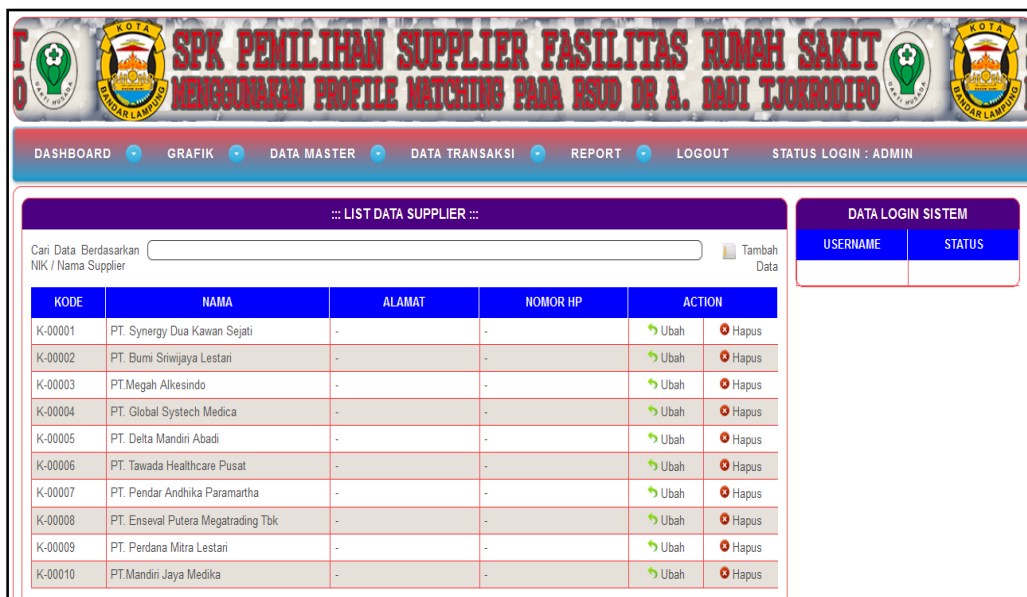 SPK PEMILIHAN SUPPLIER FASILITAS RUMAH SAKIT
MENGGUNAKAN PROFILE MATCHING PADA RSUD DR A. DADI TJOKRODIPO
KOTA
BANDAR LAMPUNG
BAKTI HUSADA
KOTA
BANDAR LAMPUNG
DASHBOARD GRAFIK DATA MASTER DATA TRANSAKSI REPORT LOGOUT STATUS LOGIN : ADMIN
::: LIST DATA SUPPLIER :::
Cari Data Berdasarkan
NIK / Nama Supplier
Tambah
Data
KODE NAMA ALAMAT NOMOR HP ACTION
K-00001 PT. Synergy Dua Kawan Sejati - - Ubah Hapus
K-00002 PT. Bumi Sriwijaya Lestari - - Ubah Hapus
K-00003 PT.Megah Alkesindo - - Ubah Hapus
K-00004 PT. Global Systech Medica - - Ubah Hapus
K-00005 PT. Delta Mandiri Abadi - - Ubah Hapus
K-00006 PT. Tawada Healthcare Pusat - - Ubah Hapus
K-00007 PT. Pendar Andhika Paramartha - - Ubah Hapus
K-00008 PT. Enseval Putera Megatrading Tbk - - Ubah Hapus
K-00009 PT. Perdana Mitra Lestari - - Ubah Hapus
K-00010 PT.Mandiri Jaya Medika - - Ubah Hapus
DATA LOGIN SISTEM
USERNAME STATUS